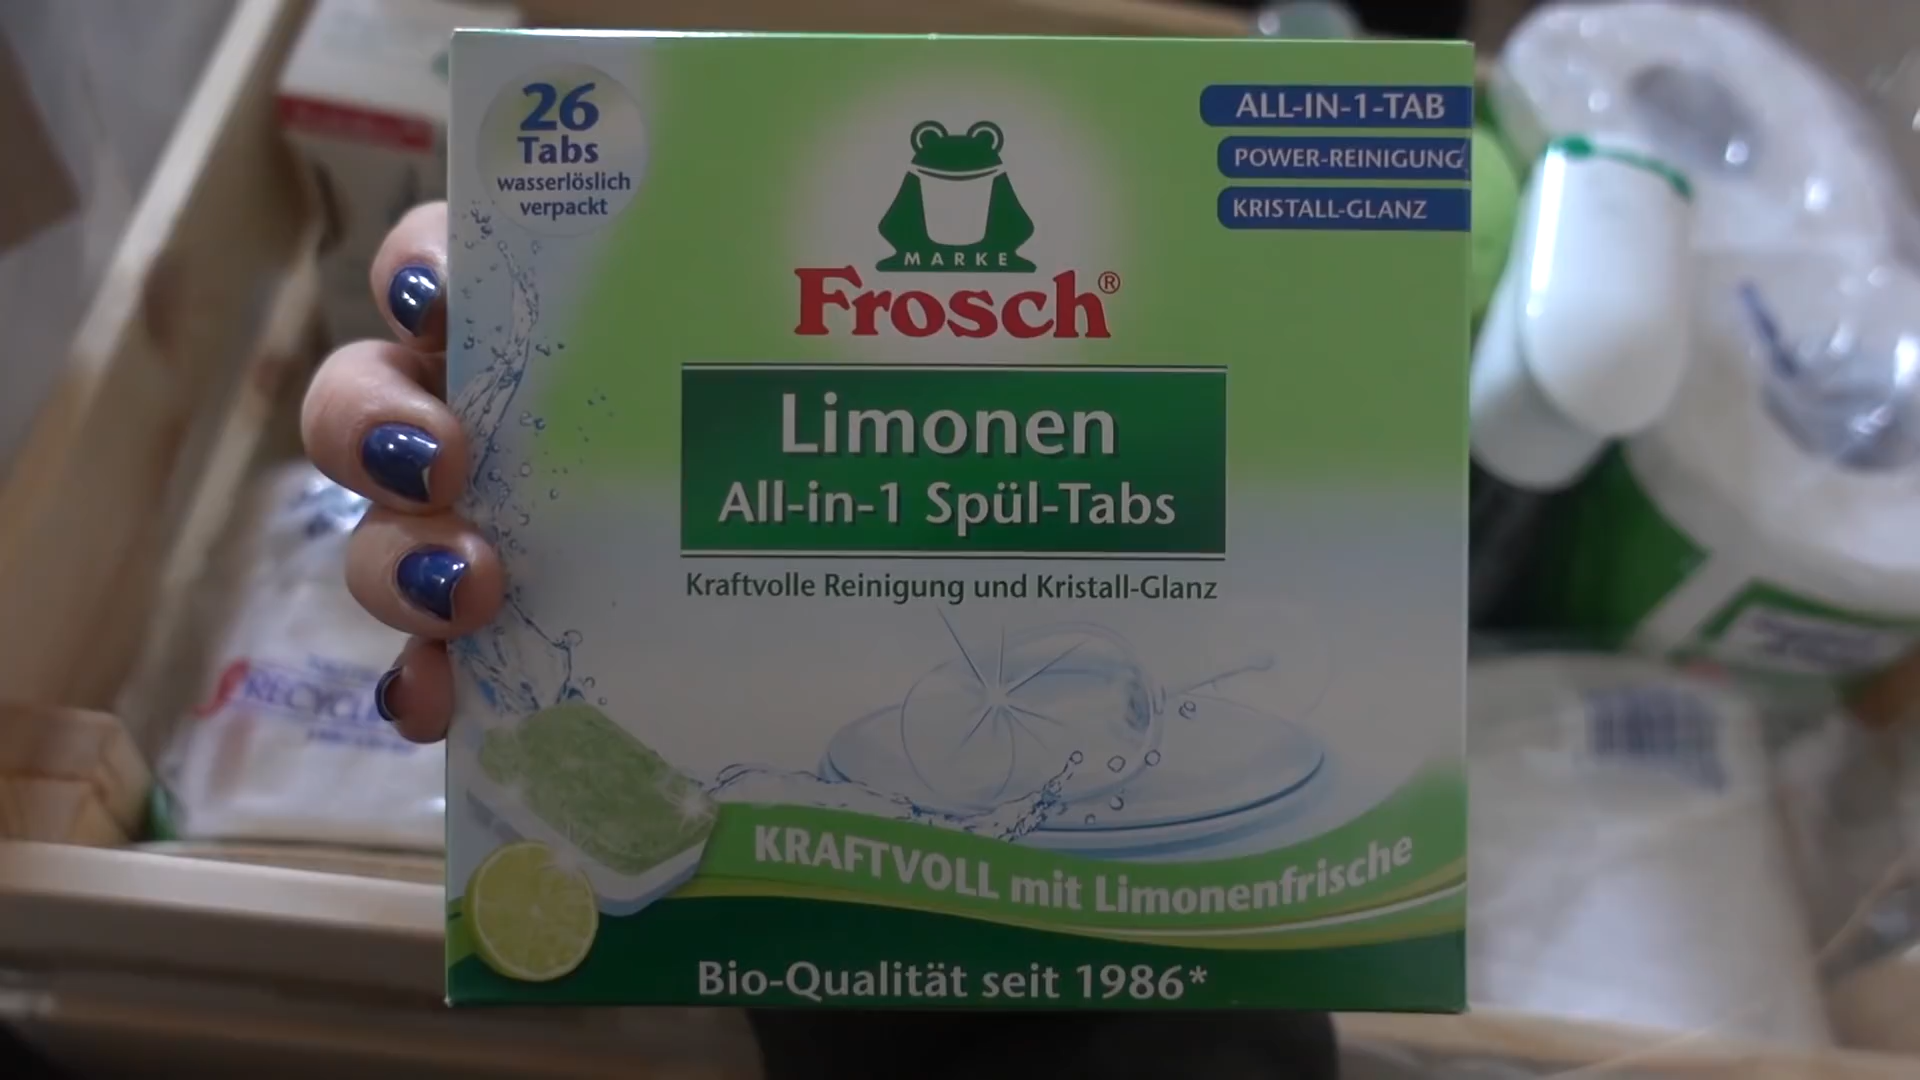 26
Tabs
wasserlöslich
verpackt
ALL-IN-1-TAB
POWER-REINIGUNG
KRISTALL-GLANZ
MARKE
Frosch®
Limonen
All-in-1 Spül-Tabs
Kraftvolle Reinigung und Kristall-Glanz
KRAFTVOLL mit Limonenfrische
Bio-Qualität seit 1986*